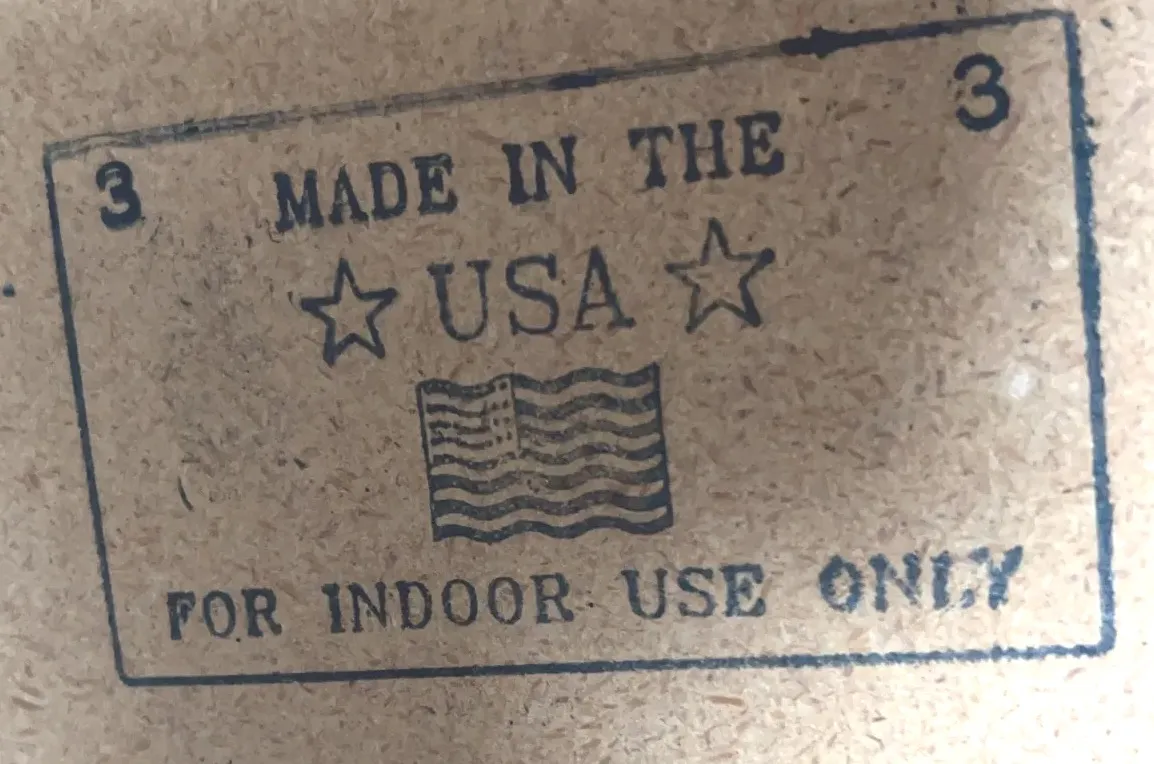 3 3
MADE IN THE
USA
FOR INDOOR USE ONLY